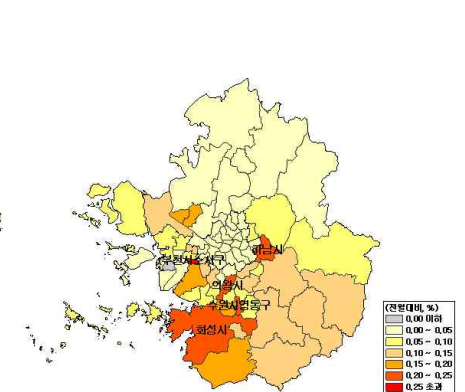 하남시
부천시오정구
의왕시
수원시영통구
화성시
(전월대비, %)
0.00 이하
0.00 ~ 0.05
0.05 ~ 0.10
0.10 ~ 0.15
0.15 ~ 0.20
0.20 ~ 0.25
0.25 초과